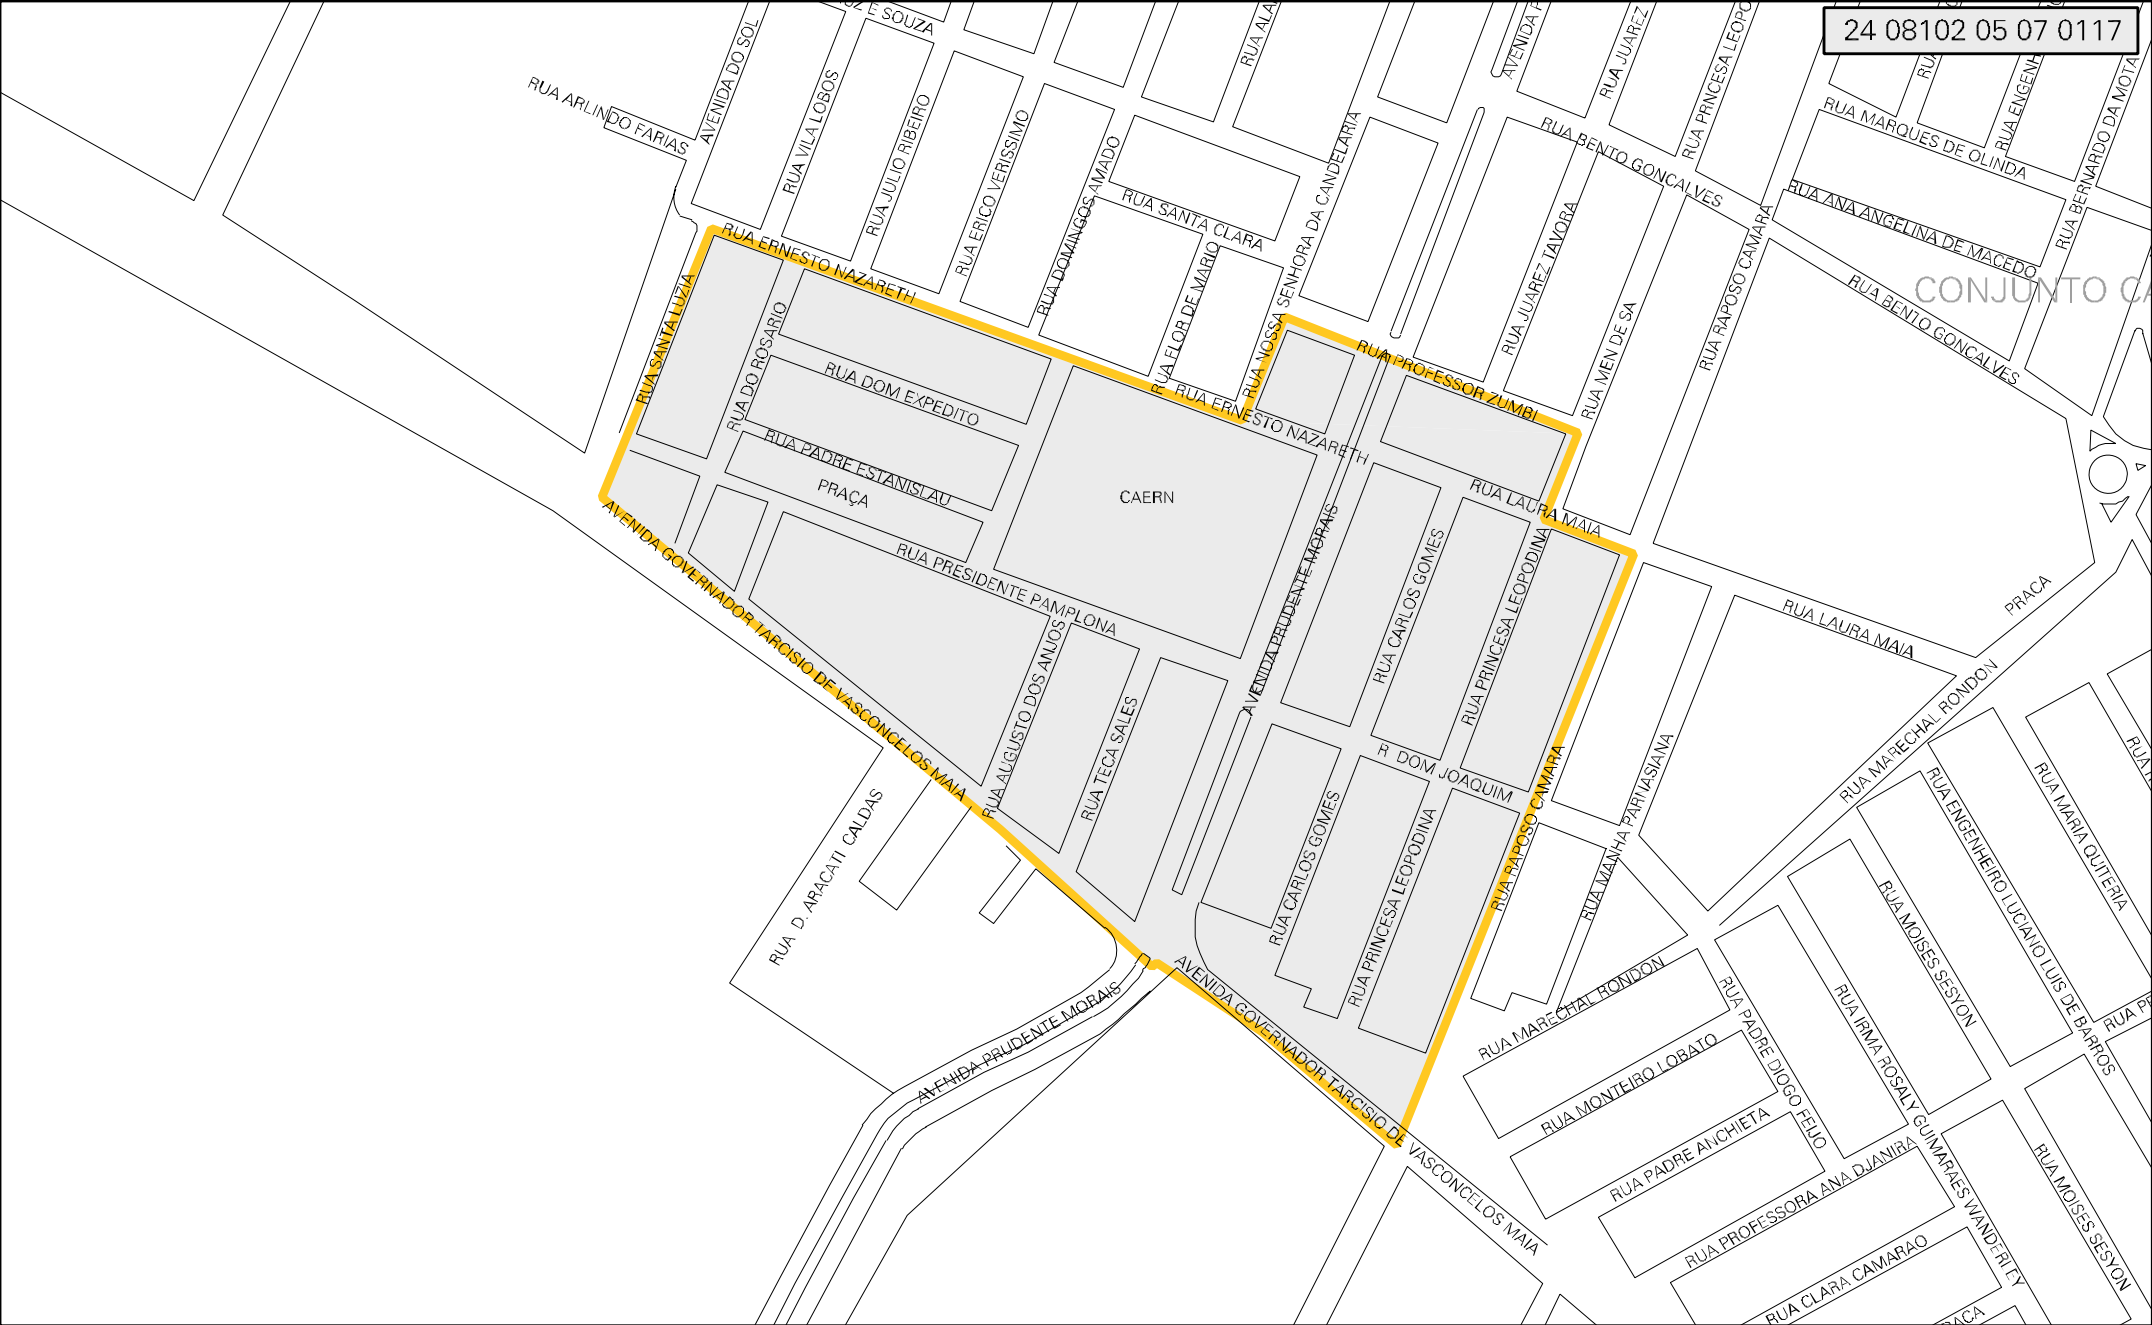 24 08102 05 07 0117
E SOUZA
AVENIDA DO SOL
RUA ARLINDO FARIAS
RUA VILA LOBOS
RUA JULIO RIBEIRO
RUA ERICO VERISSIMO
RUA DOMINGOS AMADO
RUA SANTA CLARA
RUA FLOR DE MARIO
RUA NOSSA SENHORA DA CANDELARIA
RUA JUAREZ
RUA PRNCESA LEOPO
RUA BENTO GONCALVES
RUA JUAREZ TAVORA
RUA MEN DE SA
RUA RAPOSO CAMARA
RUA MARQUES DE OLINDA
RUA ANA ANGELINA DE MACEDO
RUA BERNARDO DA MOTA
RUA BENTO GONCALVES
CONJUNTO CA
RUA ERNESTO NAZARETH
RUA SANTA LUZIA
RUA DO ROSARIO
RUA DOM EXPEDITO
RUA PADRE ESTANISLAU
PRAÇA
CAERN
RUA ERNESTO NAZARETH
RUA PROFESSOR ZUMBI
RUA LAURA MAIA
RUA PRESIDENTE PAMPLONA
AVENIDA PRUDENTE MORAIS
RUA CARLOS GOMES
RUA PRINCESA LEOPODINA
AVENIDA GOVERNADOR TARCISIO DE VASCONCELOS MAIA
RUA AUGUSTO DOS ANJOS
RUA TECA SALES
R DOM JOAQUIM
RUA CARLOS GOMES
RUA PRINCESA LEOPODINA
RUA RAPOSO CAMARA
RUA MANHA PARNASIANA
RUA LAURA MAIA
PRACA
RUA MARECHAL RONDON
RUA D. ARACATI CALDAS
AVENIDA PRUDENTE MORAIS
AVENIDA GOVERNADOR TARCISIO DE VASCONCELOS MAIA
RUA MARECHAL RONDON
RUA MONTEIRO LOBATO
RUA PADRE ANCHIETA
RUA PROFESSORA ANA DJANIRA
RUA CLARA CAMARAO
RUA PADRE DIOGO FEIJO
RUA IRMA ROSALY GUIMARAES WANDERLEY
RUA MOISES SESYON
RUA ENGENHEIRO LUCIANO LUIS DE BARROS
RUA MARIA QUITERIA
RUA MOISES SESYON